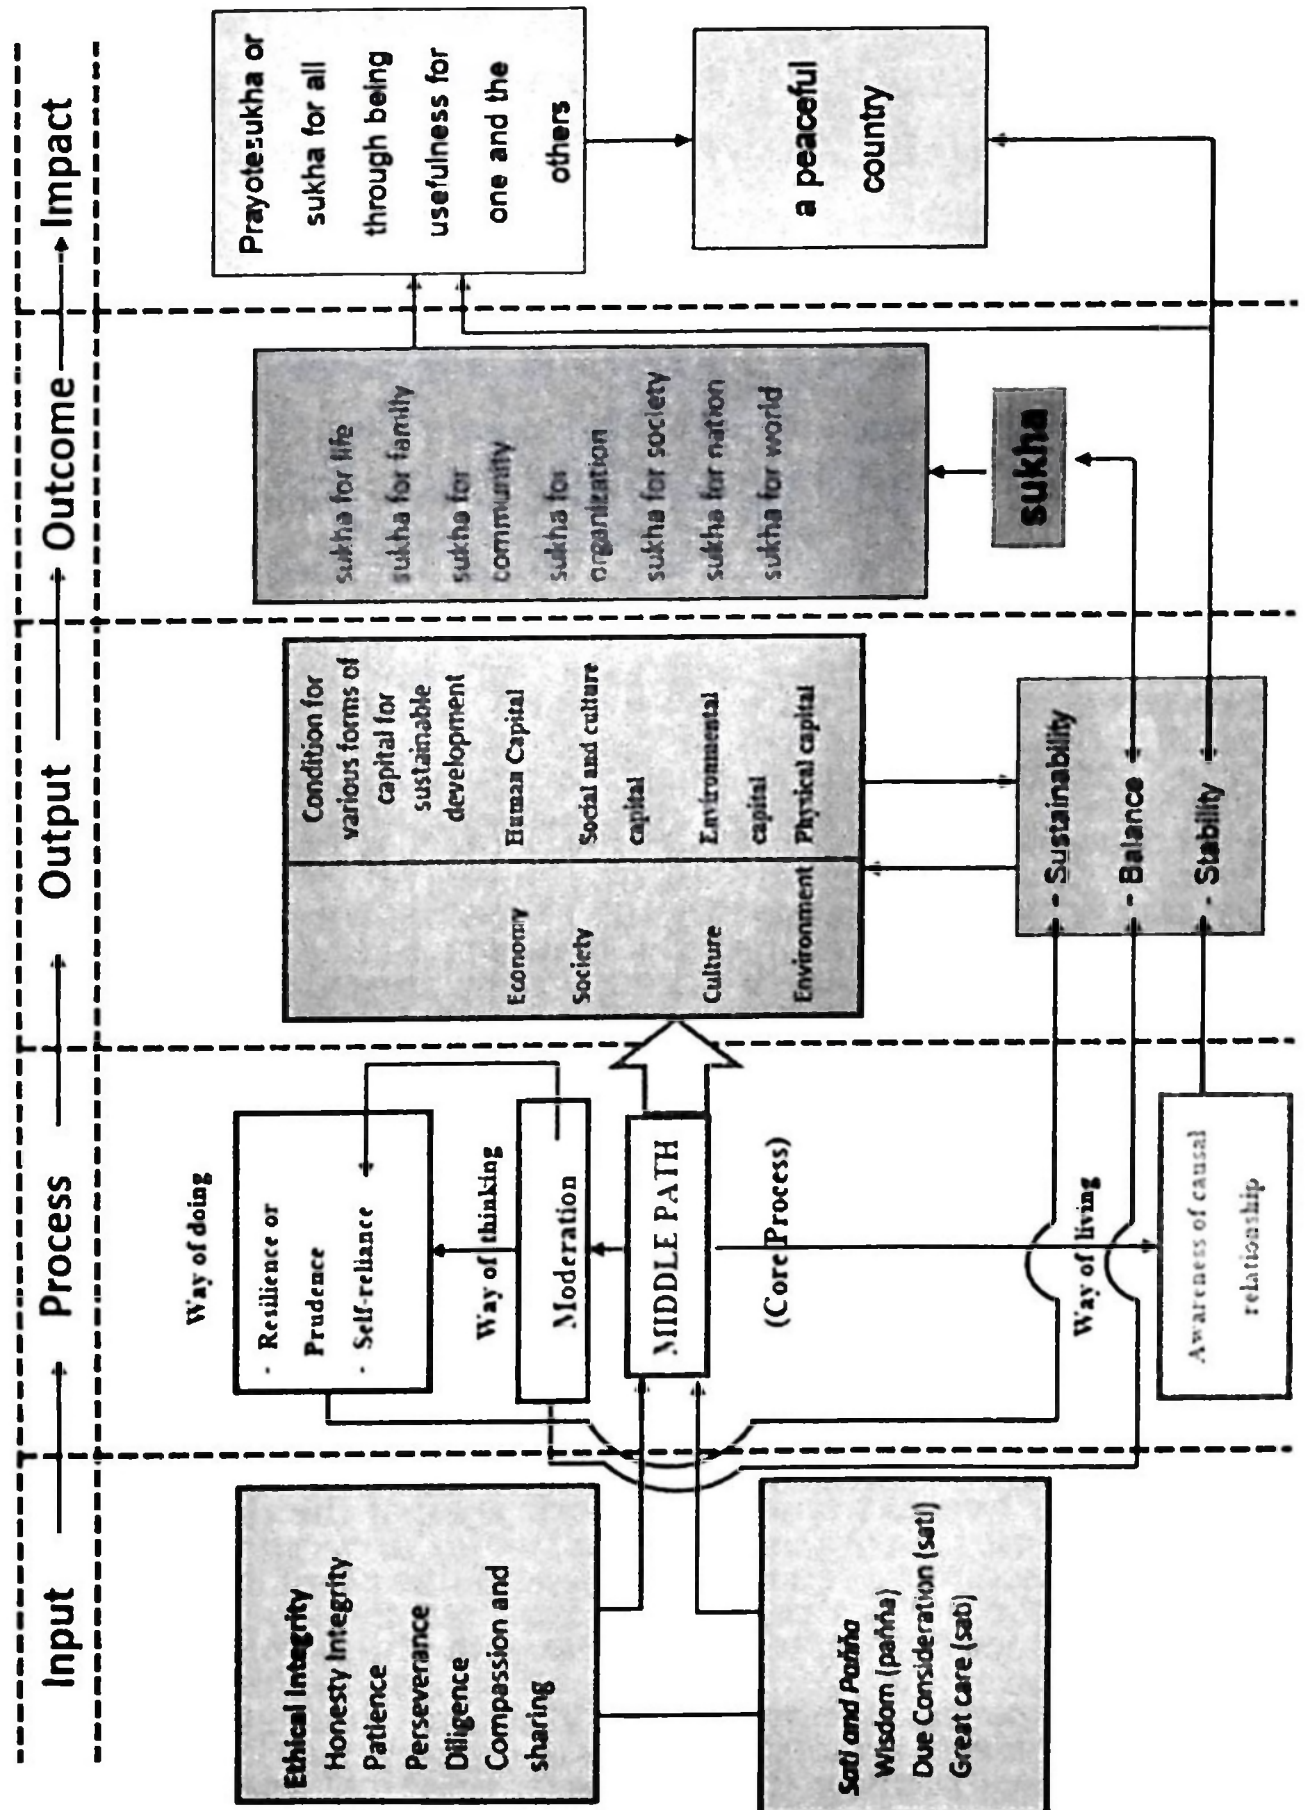 Input
Process
Output
Outcome
Impact
Ethical Integrity
Honesty Integrity
Patience
Perseverance
Diligence
Compassion and
sharing
Sati and Pañña
Wisdom (pañña)
Due Consideration (sati)
Great care (sati)
Way of doing
- Resilience or
Prudence
- Self-reliance
Way of thinking
Moderation
MIDDLE PATH
(Core Process)
Way of living
Awareness of causal
relationship
Economy
Society
Culture
Environment
Condition for
various forms of
capital for
sustainable
development
Human Capital
Social and culture
capital
Environmental
capital
Physical capital
- Sustainability
- Balance
- Stability
sukha for life
sukha for family
sukha for
community
sukha for
organization
sukha for society
sukha for nation
sukha for world
sukha
Prayotesukha or
sukha for all
through being
usefulness for
one and the
others
a peaceful
country